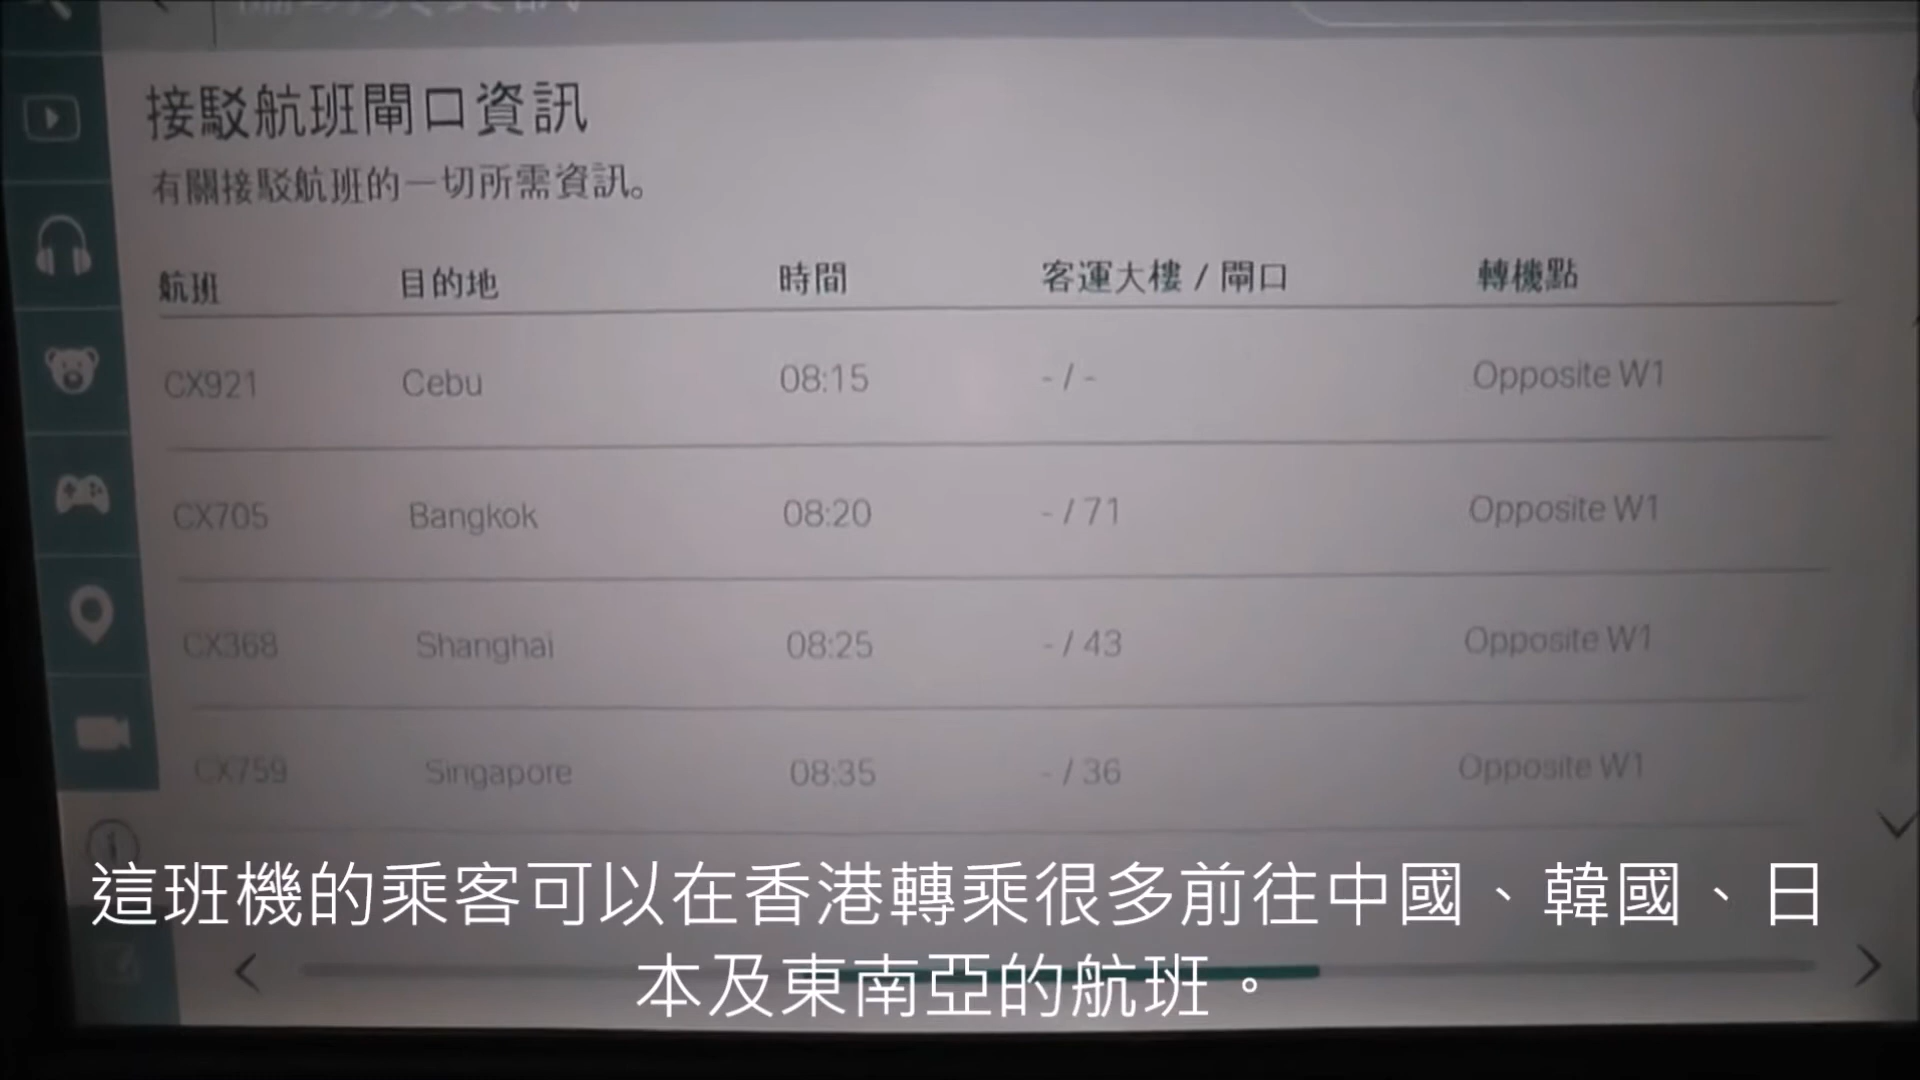 接駁航班閘口資訊
有關接駁航班的一切所需資訊。
航班 目的地 時間 客運大樓 / 閘口 轉機點
CX921 Cebu 08:15 - / - Opposite W1
CX705 Bangkok 08:20 - / 71 Opposite W1
CX368 Shanghai 08:25 - / 43 Opposite W1
CX759 Singapore 08:35 - / 36 Opposite W1
這班機的乘客可以在香港轉乘很多前往中國、韓國、日
本及東南亞的航班。